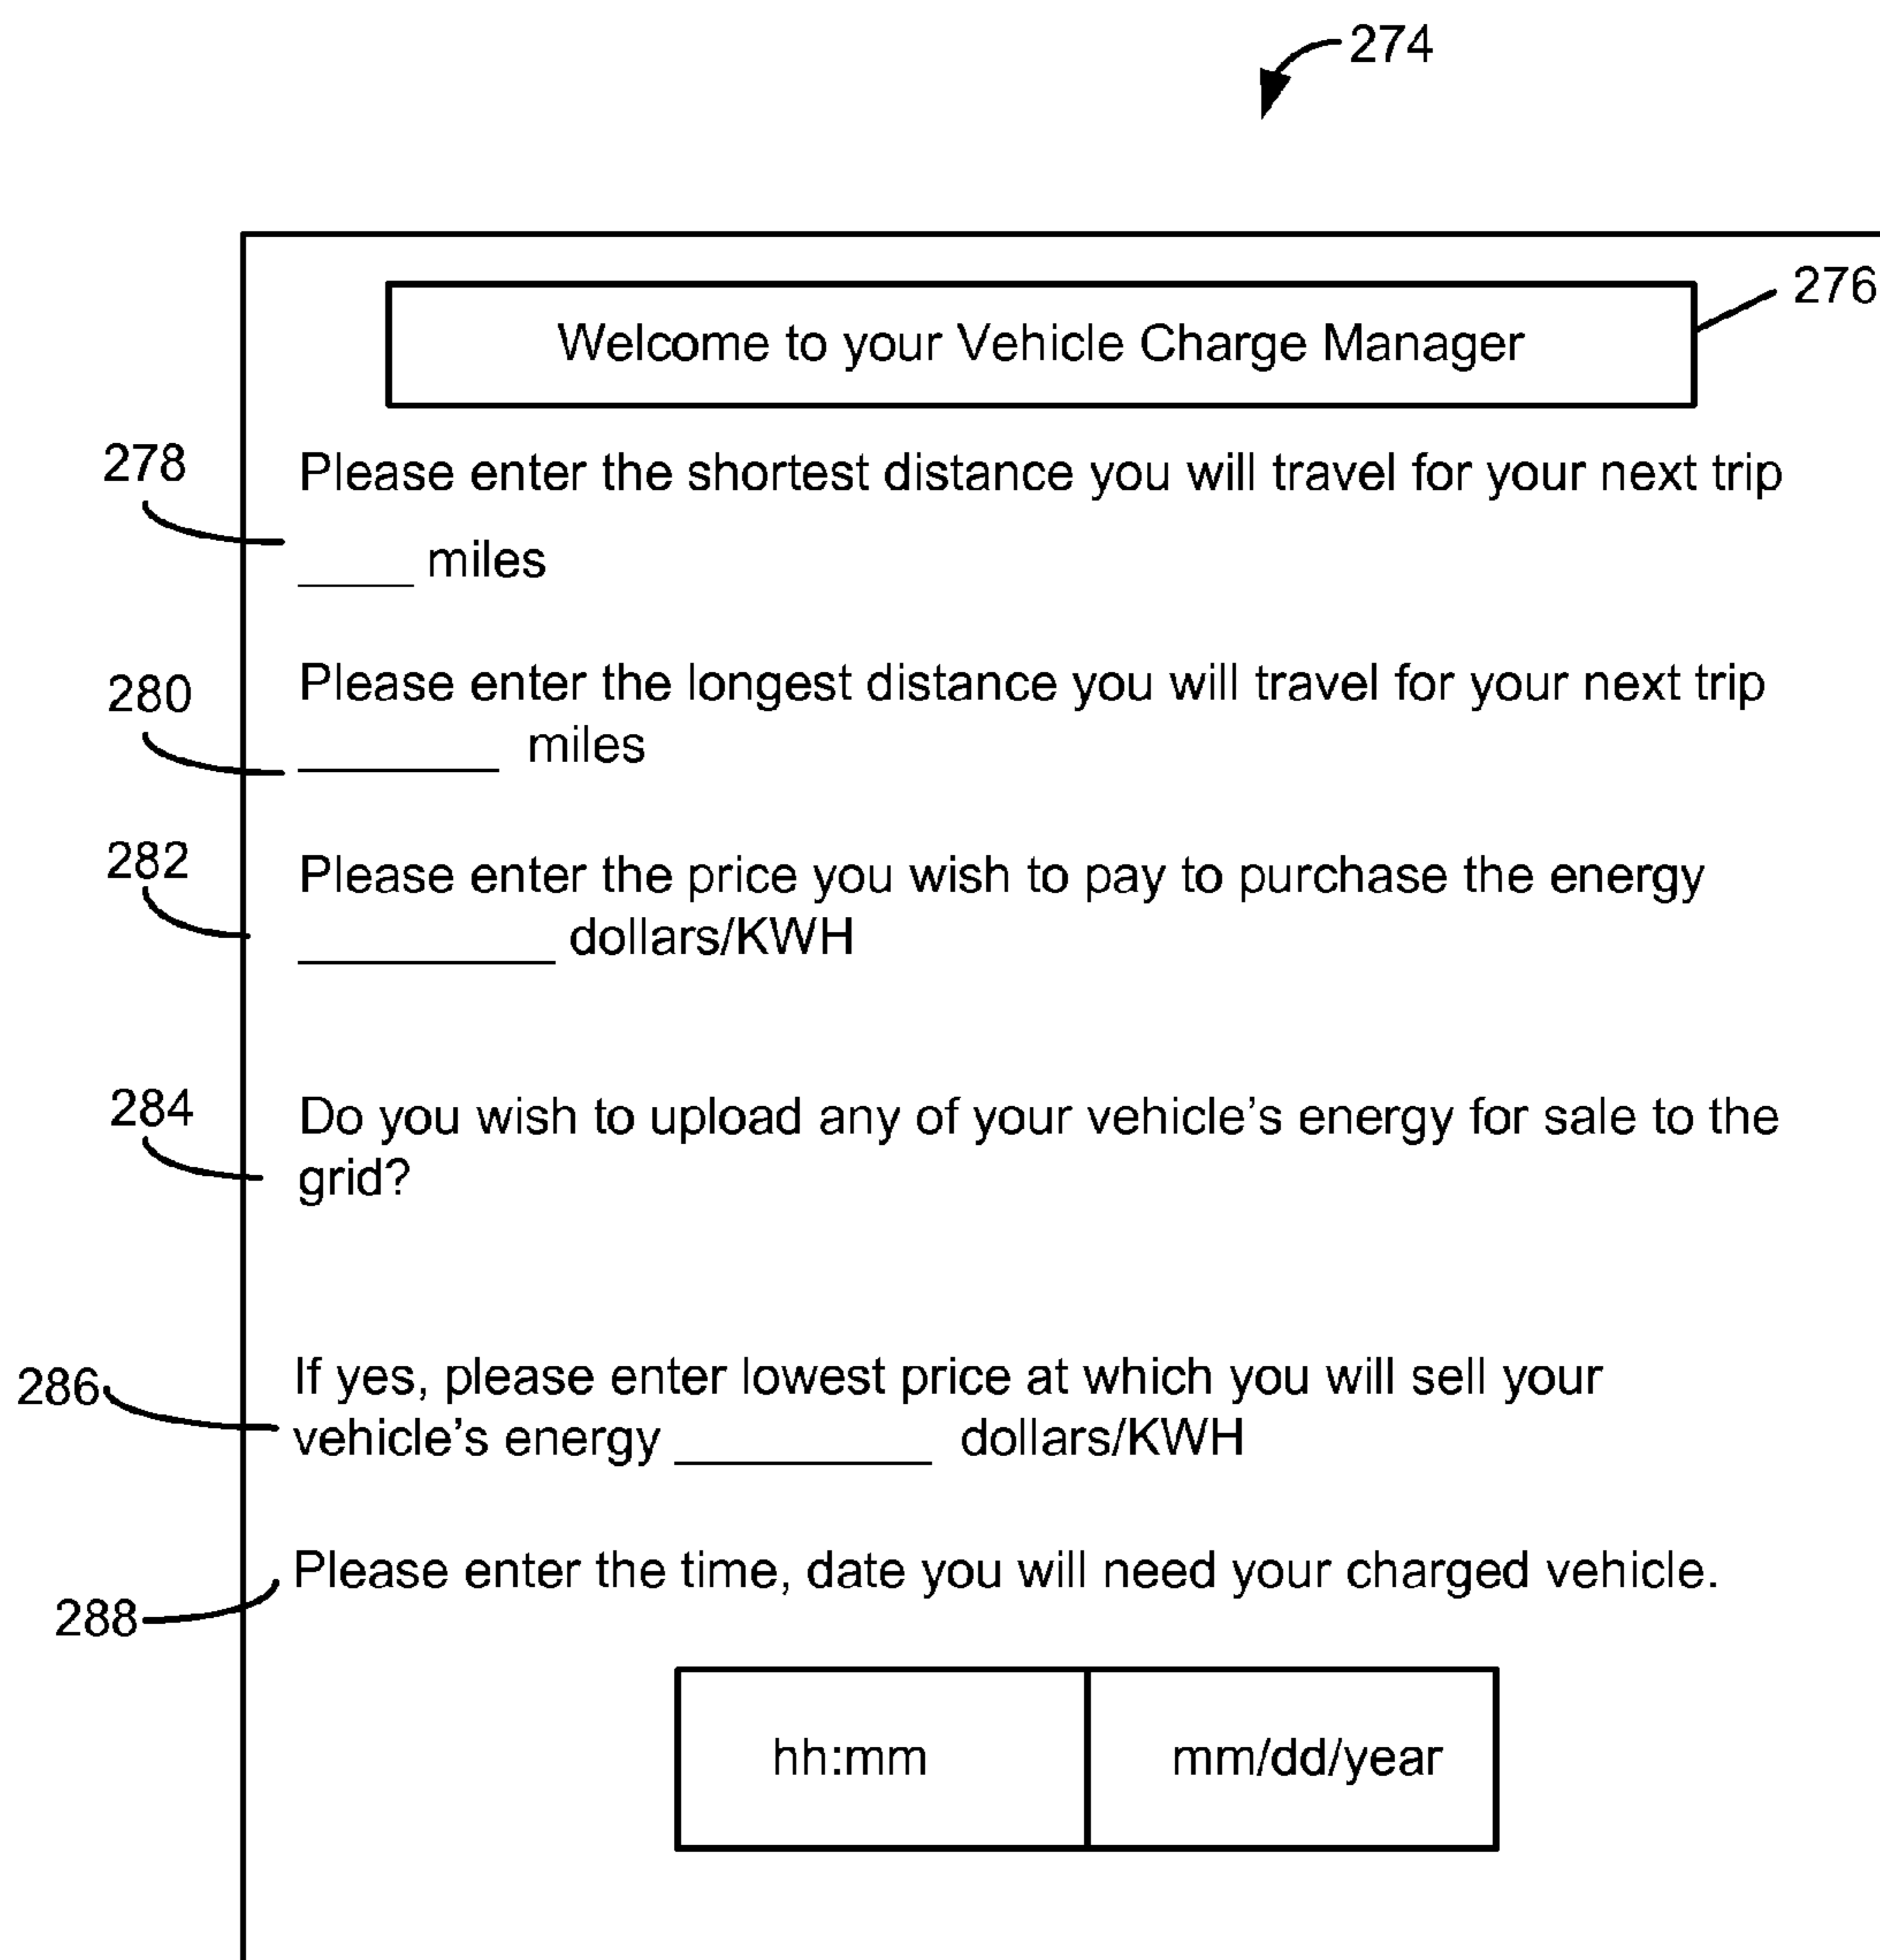 274
276
Welcome to your Vehicle Charge Manager
278
Please enter the shortest distance you will travel for your next trip
____ miles
280
Please enter the longest distance you will travel for your next trip
_______ miles
282
Please enter the price you wish to pay to purchase the energy
_________ dollars/KWH
284
Do you wish to upload any of your vehicle's energy for sale to the
grid?
286
If yes, please enter lowest price at which you will sell your
vehicle's energy _________ dollars/KWH
288
Please enter the time, date you will need your charged vehicle.
hh:mm mm/dd/year